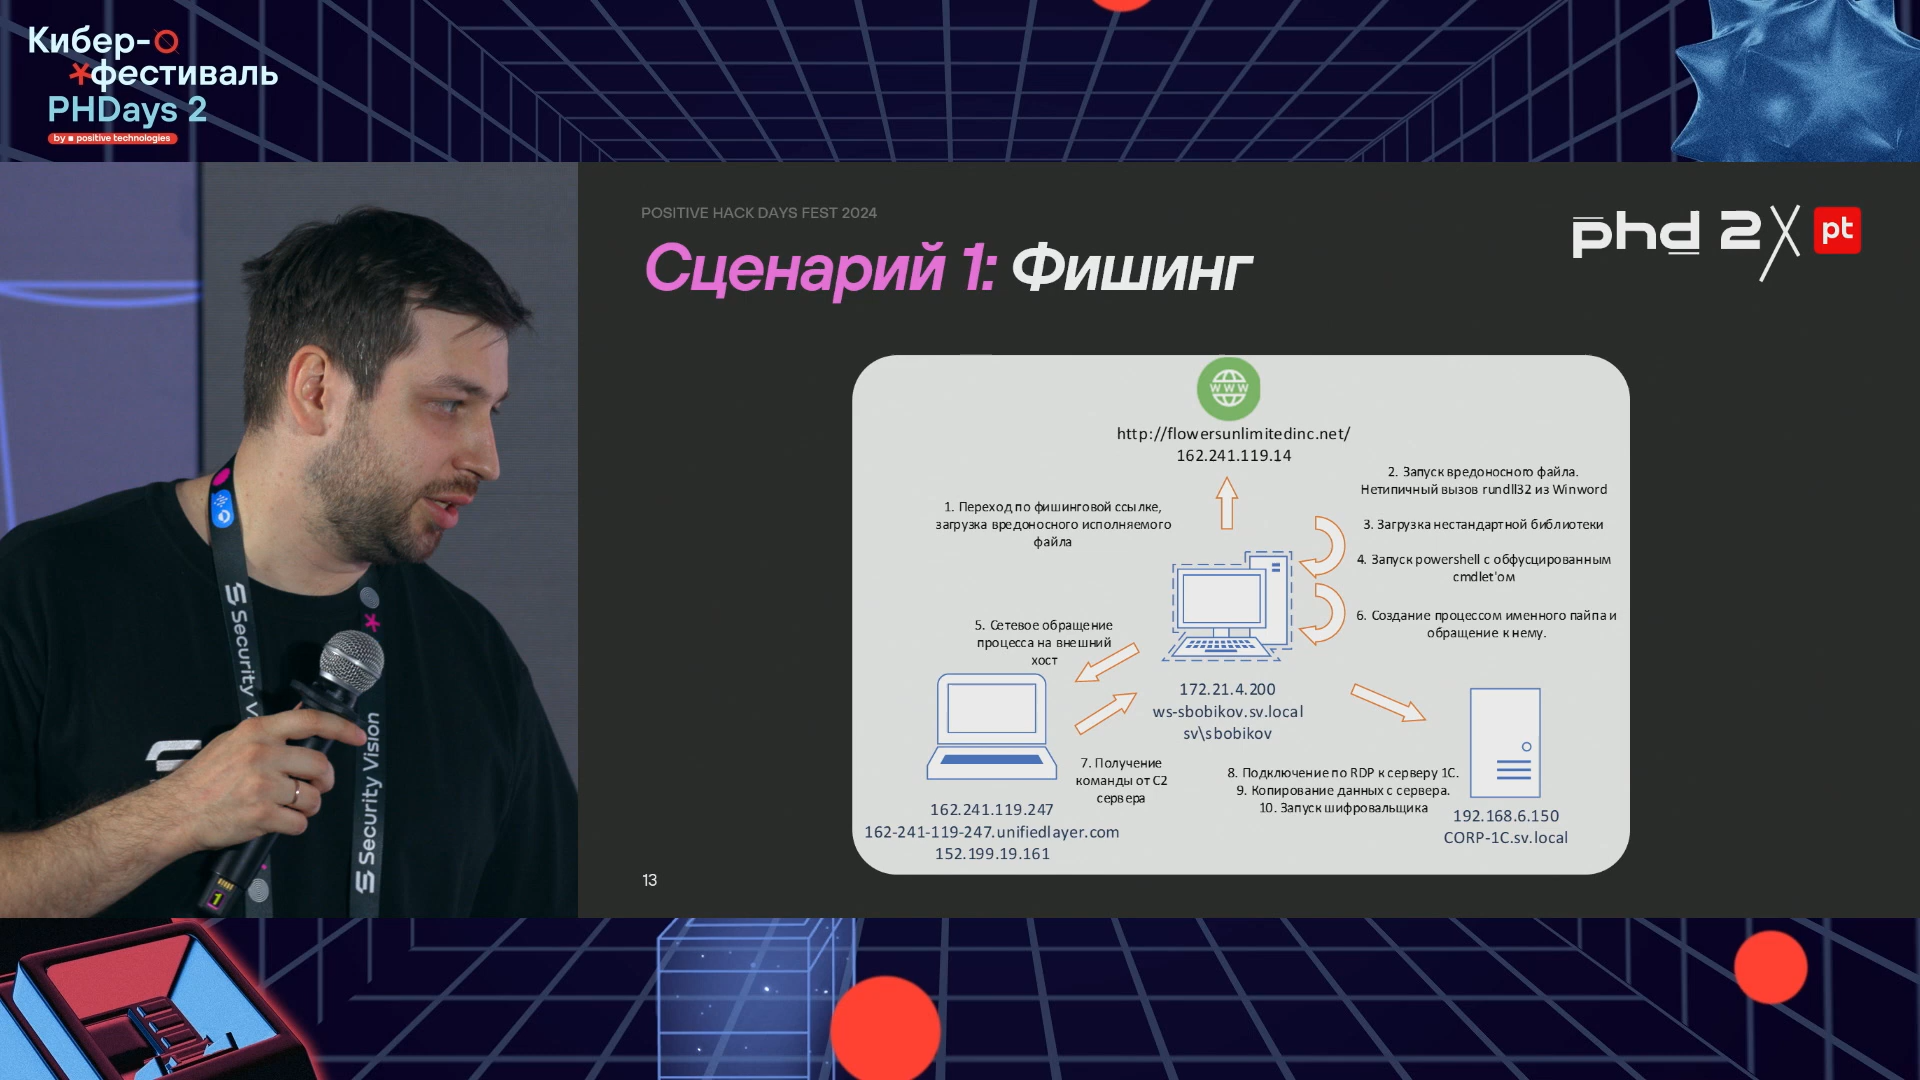 Кибер-
фестиваль
PHDays 2
by positive technologies
POSITIVE HACK DAYS FEST 2024
phd 2
pt
Сценарий 1: Фишинг
WWW
http://flowersunlimitedinc.net/
162.241.119.14
1. Переход по фишинговой ссылке,
загрузка вредоносного исполняемого
файла
2. Запуск вредоносного файла.
Нетипичный вызов rundll32 из Winword
3. Загрузка нестандартной библиотеки
4. Запуск powershell с обфусцированным
cmdlet'ом
5. Сетевое обращение
процесса на внешний
хост
6. Создание процессом именного пайпа и
обращение к нему.
172.21.4.200
ws-sbobikov.sv.local
sv\sbobikov
7. Получение
команды от C2
сервера
8. Подключение по RDP к серверу 1С.
9. Копирование данных с сервера.
10. Запуск шифровальщика
162.241.119.247
162-241-119-247.unifiedlayer.com
152.199.19.161
192.168.6.150
CORP-1C.sv.local
13
Security V
Security Vision
1